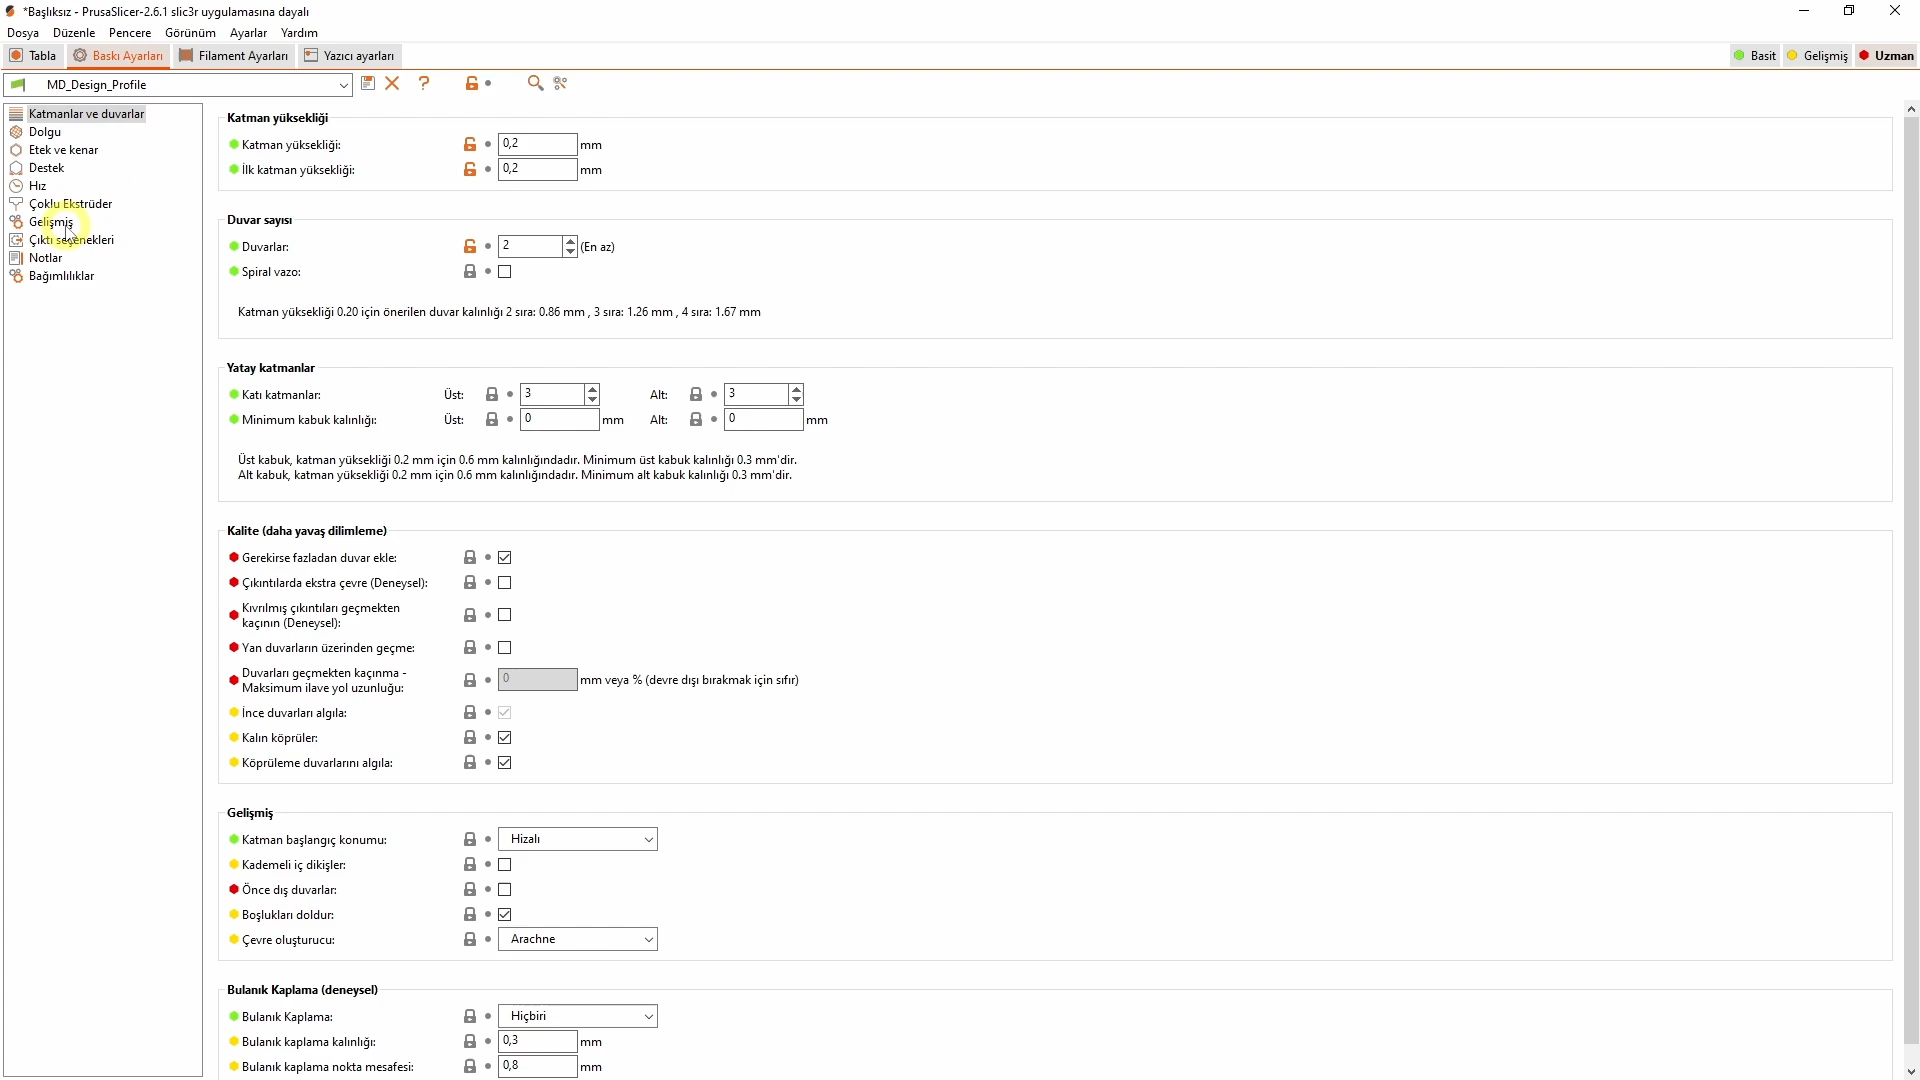 *Başlıksız - PrusaSlicer-2.6.1 slic3r uygulamasına dayalı
Dosya Düzenle Pencere Görünüm Ayarlar Yardım
Tabla Baskı Ayarları Filament Ayarları Yazıcı ayarları Basit Gelişmiş Uzman
MD_Design_Profile
Katmanlar ve duvarlar
Dolgu
Etek ve kenar
Destek
Hız
Çoklu Ekstrüder
Gelişmiş
Çıktı seçenekleri
Notlar
Bağımlılıklar
Katman yüksekliği
Katman yüksekliği: 0,2 mm
İlk katman yüksekliği: 0,2 mm
Duvar sayısı
Duvarlar: 2 (En az)
Spiral vazo:
Katman yüksekliği 0.20 için önerilen duvar kalınlığı 2 sıra: 0.86 mm , 3 sıra: 1.26 mm , 4 sıra: 1.67 mm
Yatay katmanlar
Katı katmanlar: Üst: 3 Alt: 3
Minimum kabuk kalınlığı: Üst: 0 mm Alt: 0 mm
Üst kabuk, katman yüksekliği 0.2 mm için 0.6 mm kalınlığındadır. Minimum üst kabuk kalınlığı 0.3 mm'dir.
Alt kabuk, katman yüksekliği 0.2 mm için 0.6 mm kalınlığındadır. Minimum alt kabuk kalınlığı 0.3 mm'dir.
Kalite (daha yavaş dilimleme)
Gerekirse fazladan duvar ekle:
Çıkıntılarda ekstra çevre (Deneysel):
Kıvrılmış çıkıntıları geçmekten
kaçının (Deneysel):
Yan duvarların üzerinden geçme:
Duvarları geçmekten kaçınma -
Maksimum ilave yol uzunluğu: 0 mm veya % (devre dışı bırakmak için sıfır)
İnce duvarları algıla:
Kalın köprüler:
Köprüleme duvarlarını algıla:
Gelişmiş
Katman başlangıç konumu: Hizalı
Kademeli iç dikişler:
Önce dış duvarlar:
Boşlukları doldur:
Çevre oluşturucu: Arachne
Bulanık Kaplama (deneysel)
Bulanık Kaplama: Hiçbiri
Bulanık kaplama kalınlığı: 0,3 mm
Bulanık kaplama nokta mesafesi: 0,8 mm